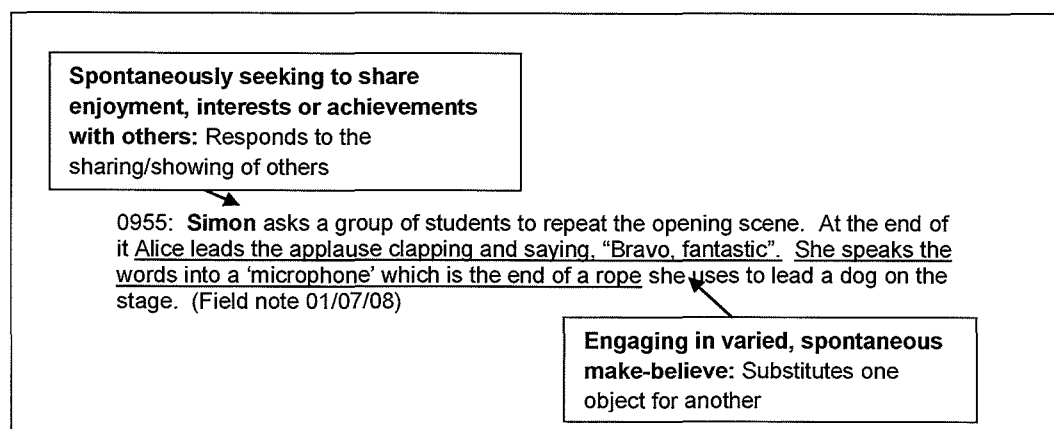 Spontaneously seeking to share
enjoyment, interests or achievements
with others: Responds to the
sharing/showing of others
0955: Simon asks a group of students to repeat the opening scene. At the end of
it Alice leads the applause clapping and saying, "Bravo, fantastic". She speaks the
words into a 'microphone' which is the end of a rope she uses to lead a dog on the
stage. (Field note 01/07/08)
Engaging in varied, spontaneous
make-believe: Substitutes one
object for another